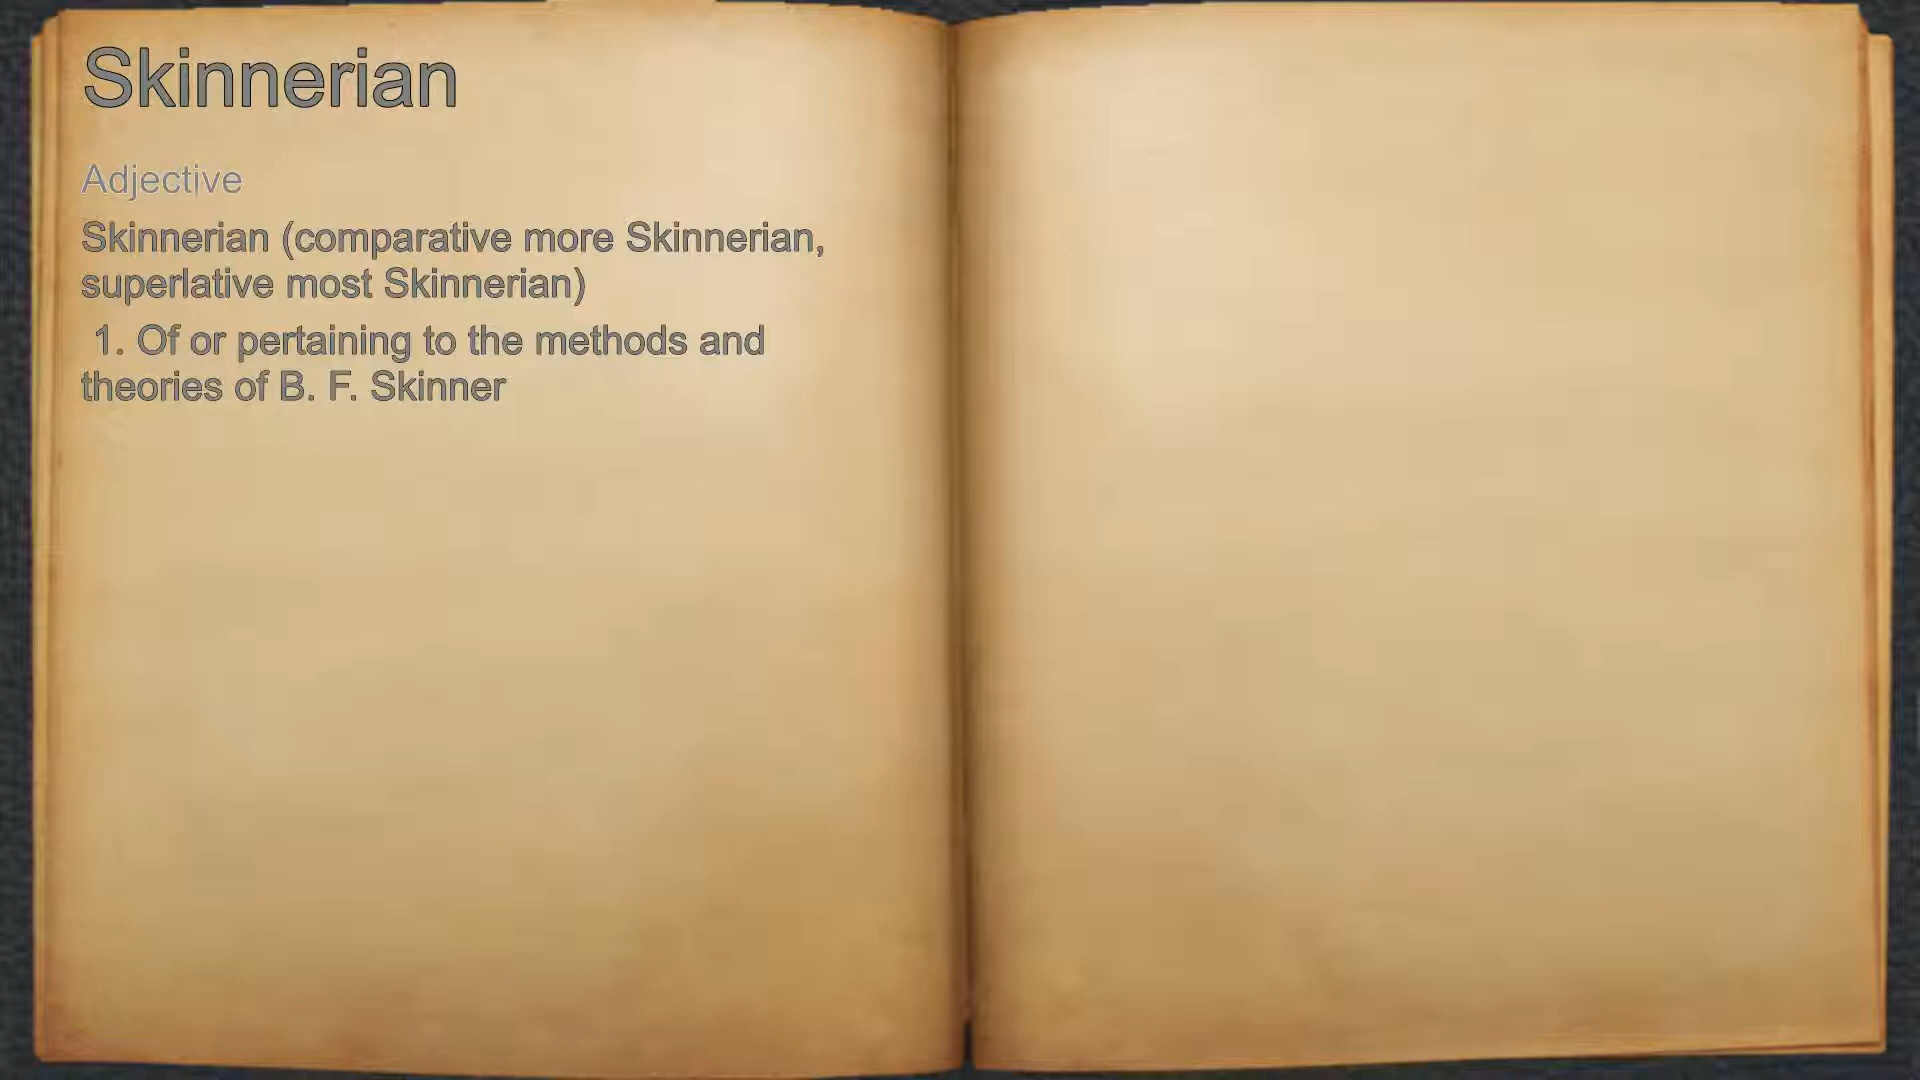 Skinnerian
Adjective
Skinnerian (comparative more Skinnerian,
superlative most Skinnerian)
1. Of or pertaining to the methods and
theories of B. F. Skinner